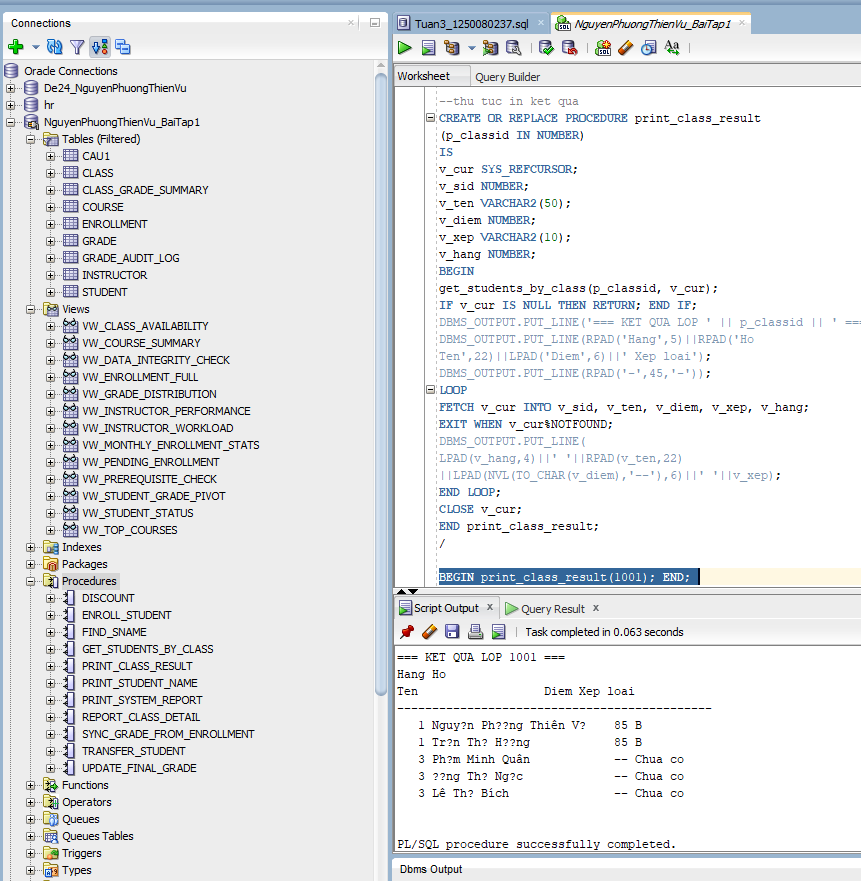 Connections
Oracle Connections
De24_NguyenPhuongThienVu
hr
NguyenPhuongThienVu_BaiTap1
Tables (Filtered)
CAU1
CLASS
CLASS_GRADE_SUMMARY
COURSE
ENROLLMENT
GRADE
GRADE_AUDIT_LOG
INSTRUCTOR
STUDENT
Views
VW_CLASS_AVAILABILITY
VW_COURSE_SUMMARY
VW_DATA_INTEGRITY_CHECK
VW_ENROLLMENT_FULL
VW_GRADE_DISTRIBUTION
VW_INSTRUCTOR_PERFORMANCE
VW_INSTRUCTOR_WORKLOAD
VW_MONTHLY_ENROLLMENT_STATS
VW_PENDING_ENROLLMENT
VW_PREREQUISITE_CHECK
VW_STUDENT_GRADE_PIVOT
VW_STUDENT_STATUS
VW_TOP_COURSES
Indexes
Packages
Procedures
DISCOUNT
ENROLL_STUDENT
FIND_SNAME
GET_STUDENTS_BY_CLASS
PRINT_CLASS_RESULT
PRINT_STUDENT_NAME
PRINT_SYSTEM_REPORT
REPORT_CLASS_DETAIL
SYNC_GRADE_FROM_ENROLLMENT
TRANSFER_STUDENT
UPDATE_FINAL_GRADE
Functions
Operators
Queues
Queues Tables
Triggers
Types
Tuan3_1250080237.sql
NguyenPhuongThienVu_BaiTap1
Worksheet Query Builder
--thu tuc in ket qua
CREATE OR REPLACE PROCEDURE print_class_result
(p_classid IN NUMBER)
IS
v_cur SYS_REFCURSOR;
v_sid NUMBER;
v_ten VARCHAR2(50);
v_diem NUMBER;
v_xep VARCHAR2(10);
v_hang NUMBER;
BEGIN
get_students_by_class(p_classid, v_cur);
IF v_cur IS NULL THEN RETURN; END IF;
DBMS_OUTPUT.PUT_LINE('=== KET QUA LOP ' || p_classid || ' ==
DBMS_OUTPUT.PUT_LINE(RPAD('Hang',5)||RPAD('Ho
Ten',22)||LPAD('Diem',6)||' Xep loai');
DBMS_OUTPUT.PUT_LINE(RPAD('-',45,'-'));
LOOP
FETCH v_cur INTO v_sid, v_ten, v_diem, v_xep, v_hang;
EXIT WHEN v_cur%NOTFOUND;
DBMS_OUTPUT.PUT_LINE(
LPAD(v_hang,4)||' '||RPAD(v_ten,22)
||LPAD(NVL(TO_CHAR(v_diem),'--'),6)||' '||v_xep);
END LOOP;
CLOSE v_cur;
END print_class_result;
/
BEGIN print_class_result(1001); END;
Script Output Query Result
Task completed in 0.063 seconds
=== KET QUA LOP 1001 ===
Hang Ho
Ten Diem Xep loai
---------------------------------------------
1 Nguy?n Ph??ng Thiên V? 85 B
1 Tr?n Th? H??ng 85 B
3 Ph?m Minh Quân -- Chua co
3 ??ng Th? Ng?c -- Chua co
3 Lê Th? Bích -- Chua co
PL/SQL procedure successfully completed.
Dbms Output